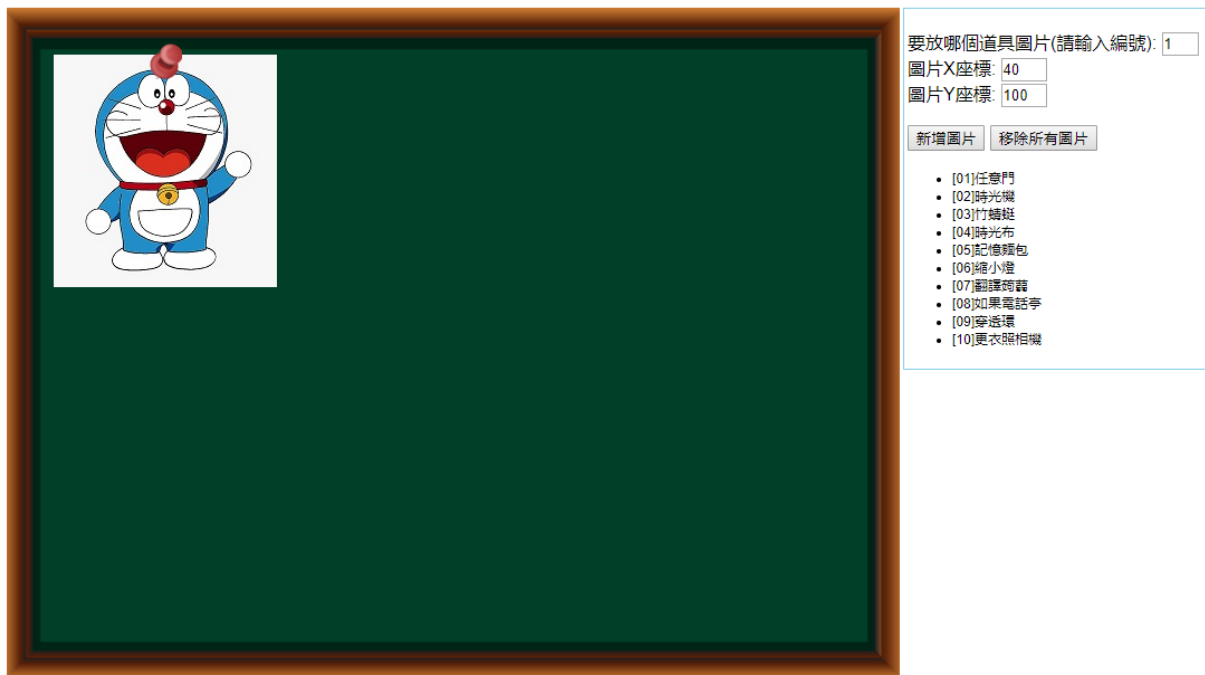 要放哪個道具圖片(請輸入編號): 1
圖片X座標: 40
圖片Y座標: 100
新增圖片 移除所有圖片
[01]任意門
[02]時光機
[03]竹蜻蜓
[04]時光布
[05]記憶麵包
[06]縮小燈
[07]翻譯蒟蒻
[08]如果電話亭
[09]穿透環
[10]更衣照相機